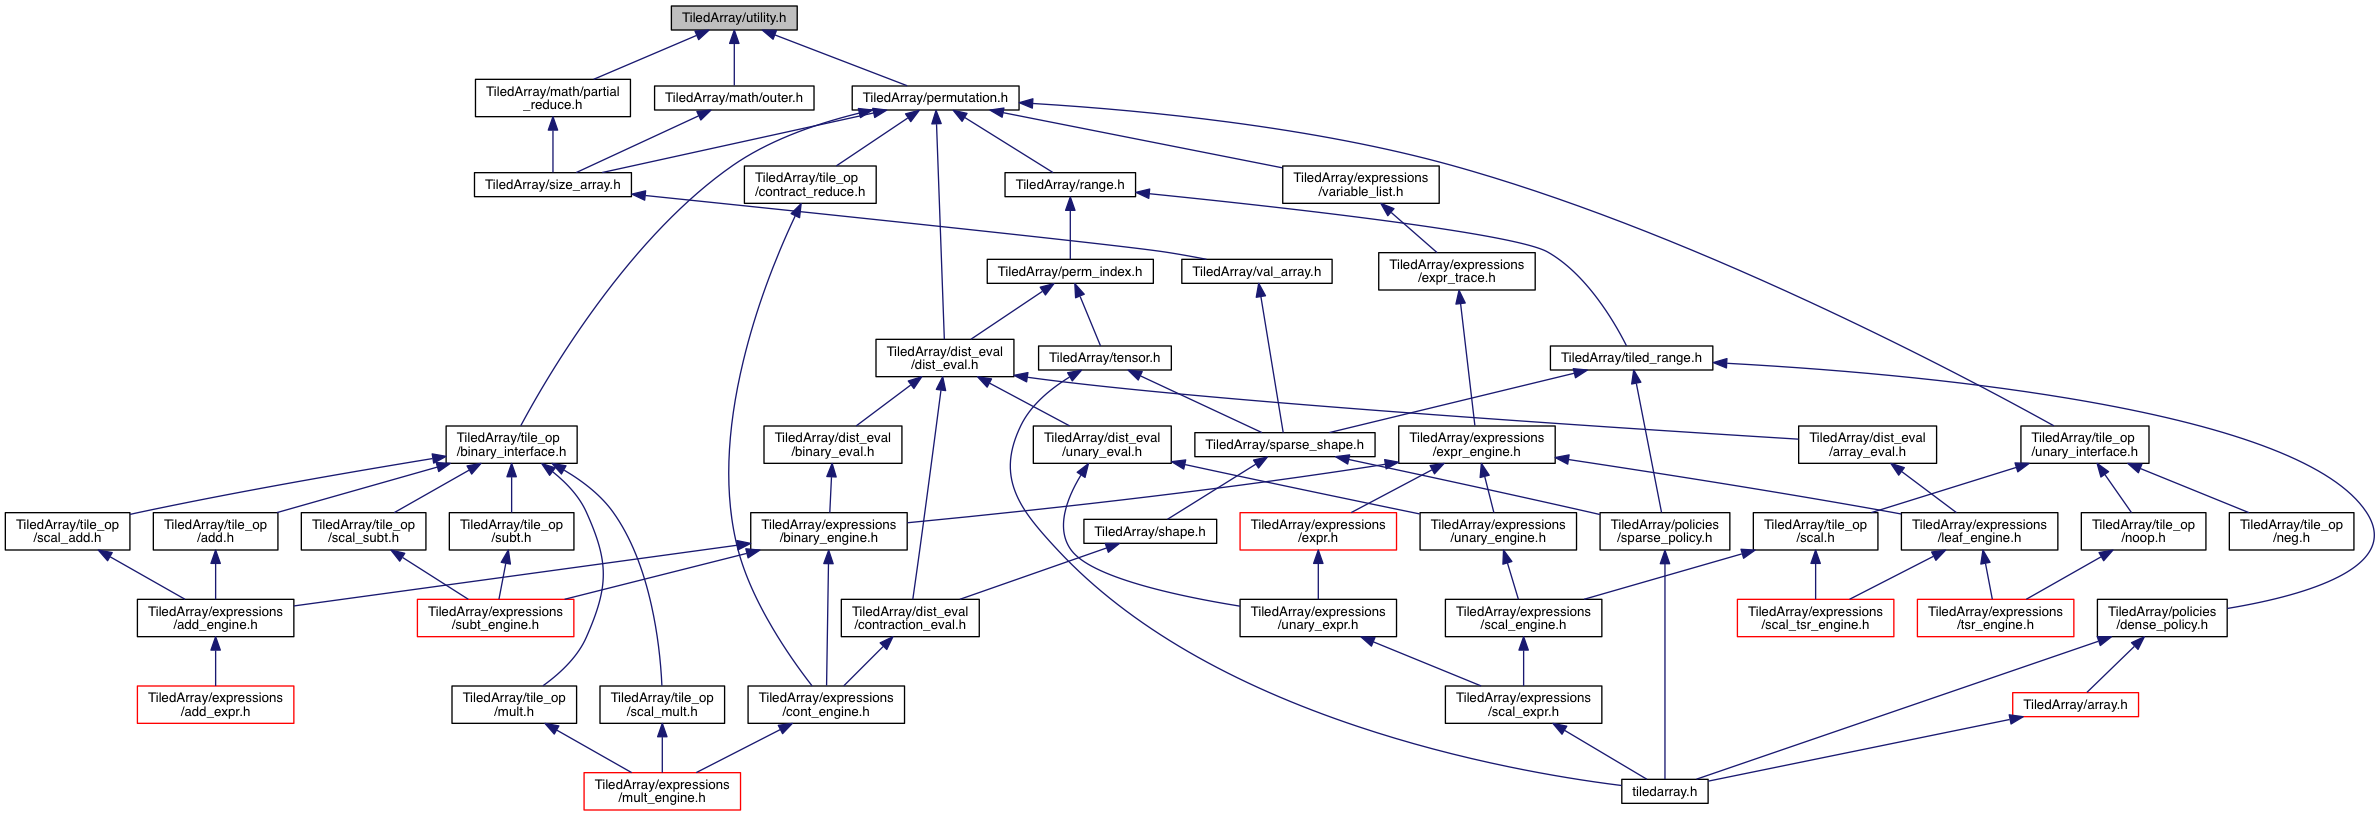 TiledArray/utility.h
TiledArray/math/partial
_reduce.h
TiledArray/math/outer.h
TiledArray/permutation.h
TiledArray/size_array.h
TiledArray/tile_op
/contract_reduce.h
TiledArray/range.h
TiledArray/expressions
/variable_list.h
TiledArray/perm_index.h
TiledArray/val_array.h
TiledArray/expressions
/expr_trace.h
TiledArray/dist_eval
/dist_eval.h
TiledArray/tensor.h
TiledArray/tiled_range.h
TiledArray/tile_op
/binary_interface.h
TiledArray/dist_eval
/binary_eval.h
TiledArray/dist_eval
/unary_eval.h
TiledArray/sparse_shape.h
TiledArray/expressions
/expr_engine.h
TiledArray/dist_eval
/array_eval.h
TiledArray/tile_op
/unary_interface.h
TiledArray/tile_op
/scal_add.h
TiledArray/tile_op
/add.h
TiledArray/tile_op
/scal_subt.h
TiledArray/tile_op
/subt.h
TiledArray/expressions
/binary_engine.h
TiledArray/shape.h
TiledArray/expressions
/expr.h
TiledArray/expressions
/unary_engine.h
TiledArray/policies
/sparse_policy.h
TiledArray/tile_op
/scal.h
TiledArray/expressions
/leaf_engine.h
TiledArray/tile_op
/noop.h
TiledArray/tile_op
/neg.h
TiledArray/expressions
/add_engine.h
TiledArray/expressions
/subt_engine.h
TiledArray/dist_eval
/contraction_eval.h
TiledArray/expressions
/unary_expr.h
TiledArray/expressions
/scal_engine.h
TiledArray/expressions
/scal_tsr_engine.h
TiledArray/expressions
/tsr_engine.h
TiledArray/policies
/dense_policy.h
TiledArray/expressions
/add_expr.h
TiledArray/tile_op
/mult.h
TiledArray/tile_op
/scal_mult.h
TiledArray/expressions
/cont_engine.h
TiledArray/expressions
/scal_expr.h
TiledArray/array.h
TiledArray/expressions
/mult_engine.h
tiledarray.h